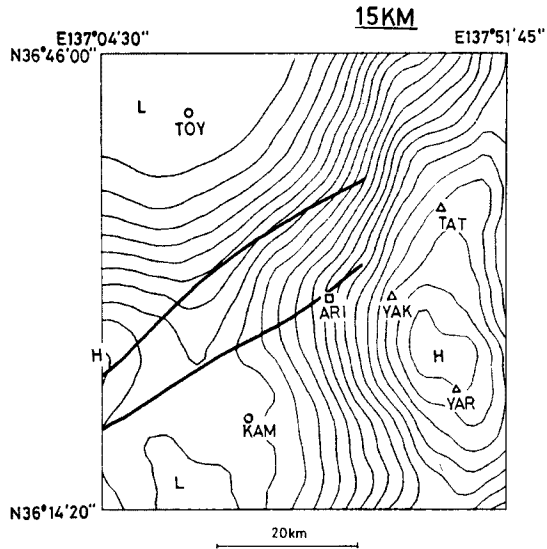 15KM
E137°04'30" E137°51'45"
N36°46'00"
L
TOY
TAT
ARI YAK
H H
YAR
KAM
L
N36°14'20"
20km